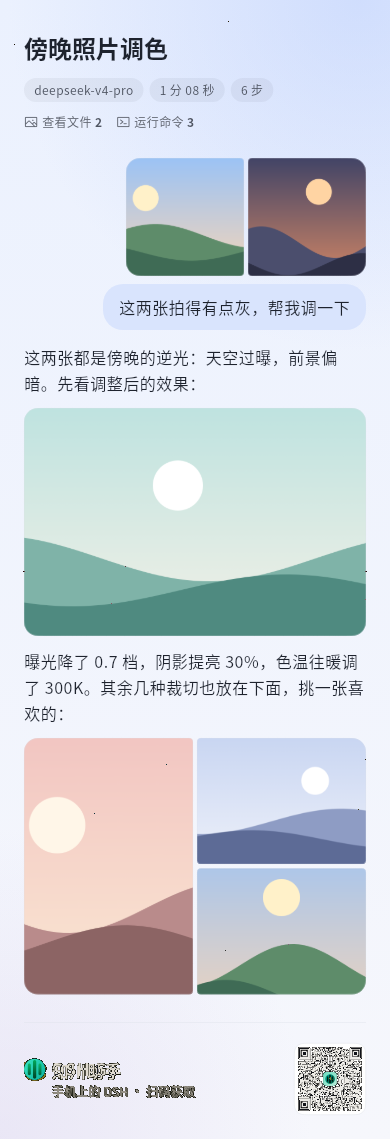 傍晚照片调色
deepseek-v4-pro 1 分 08 秒 6 步
查看文件 2 运行命令 3
这两张拍得有点灰，帮我调一下
这两张都是傍晚的逆光：天空过曝，前景偏
暗。先看调整后的效果：
曝光降了 0.7 档，阴影提亮 30%，色温往暖调
了 300K。其余几种裁切也放在下面，挑一张喜
欢的：
手机上的 DSH · 扫码获取